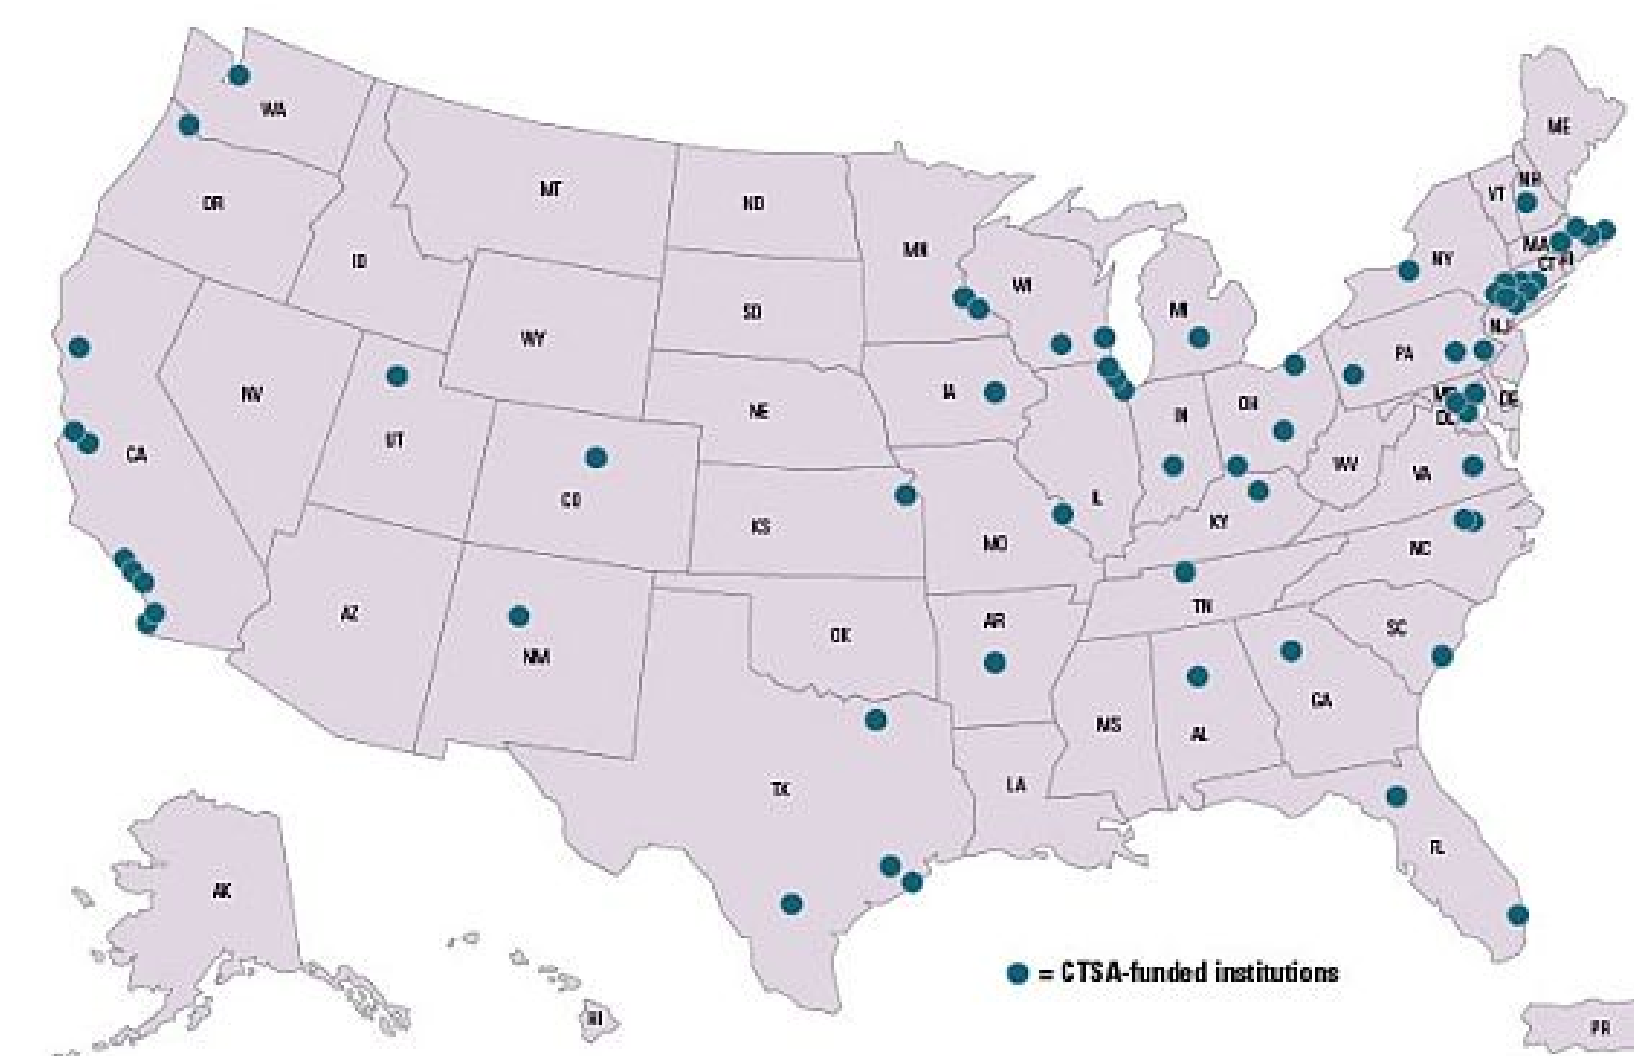 WA
ME
MT
ND
OR
MN
VT
NH
ID
WI
NY
MA
CT
RI
SD
MI
WY
NJ
PA
NV
IA
NE
OH
MD
DE
IN
DC
UT
CA
WV
VA
CO
IL
KS
KY
MO
NC
AZ
TN
AR
OK
SC
NM
GA
MS
AL
TX
LA
FL
AK
= CTSA-funded institutions
HI
PR